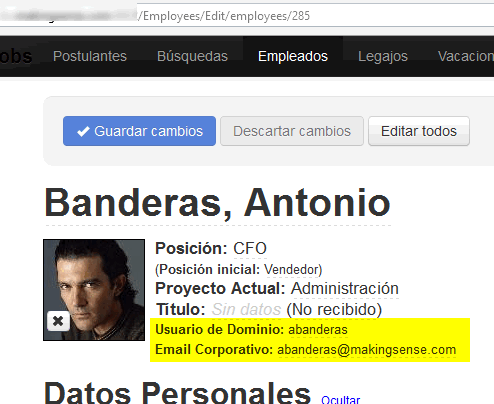 /Employees/Edit/employees/285
obs Postulantes Búsquedas Empleados Legajos Vacacion
Guardar cambios Descartar cambios Editar todos
Banderas, Antonio
Posición: CFO
(Posición inicial: Vendedor)
Proyecto Actual: Administración
Titulo: Sin datos (No recibido)
Usuario de Dominio: abanderas
Email Corporativo: abanderas@makingsense.com
Datos Personales Ocultar